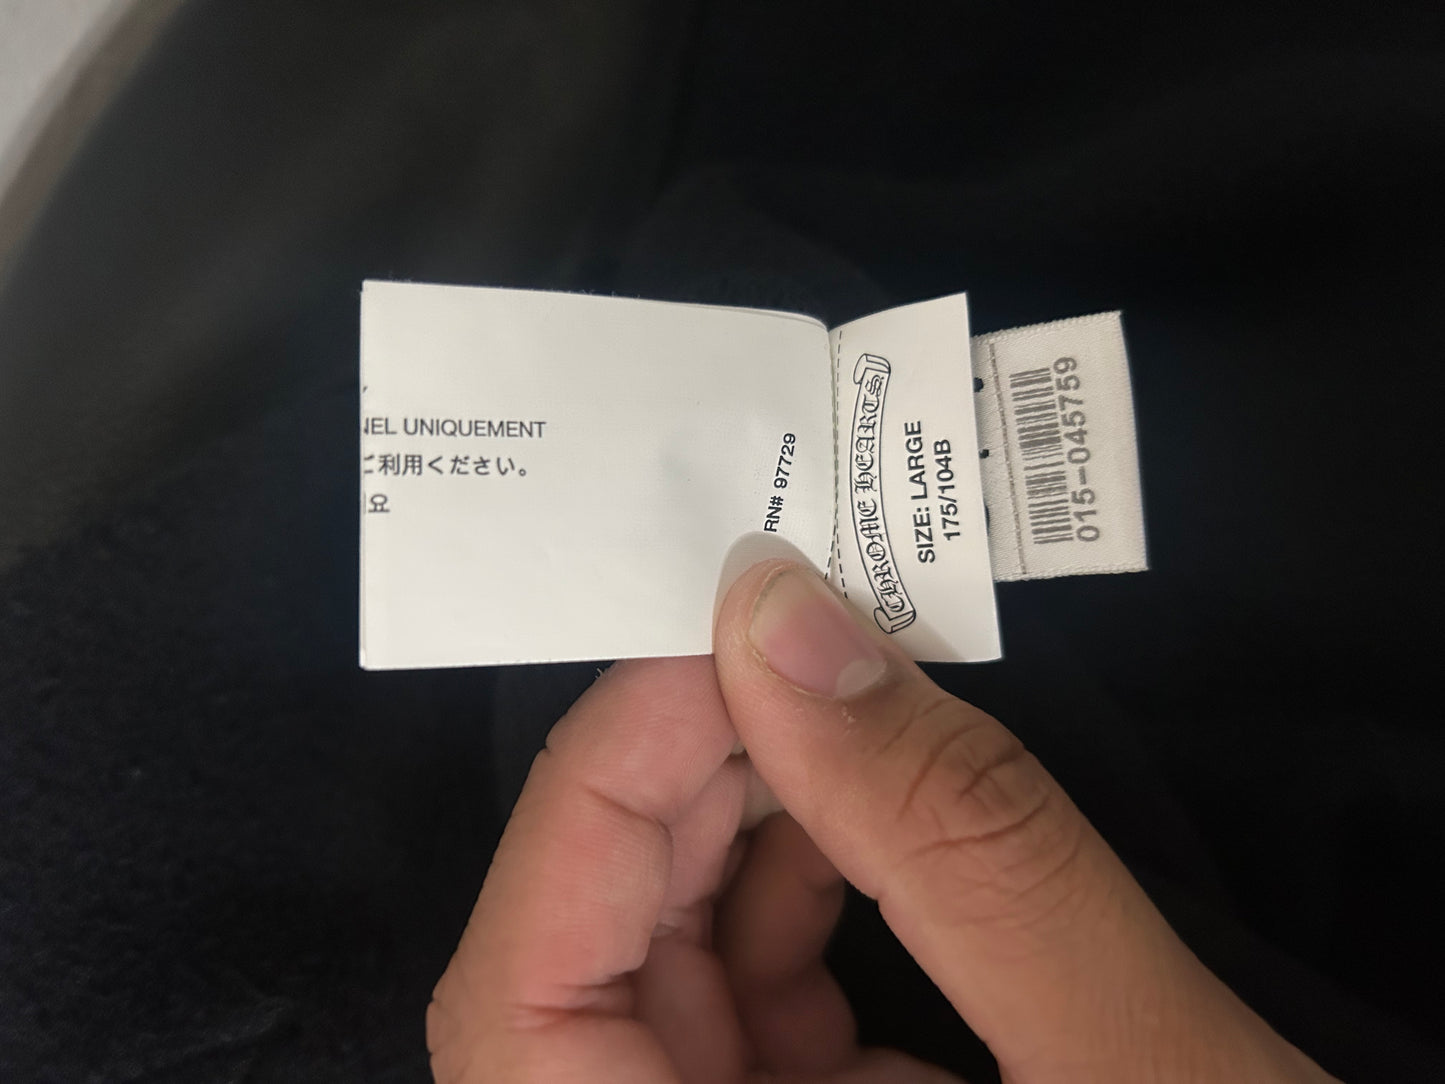 NEL UNIQUEMENT
ご利用ください。
요
RN# 97729
CHROME HEARTS
SIZE: LARGE
175/104B
015-045759